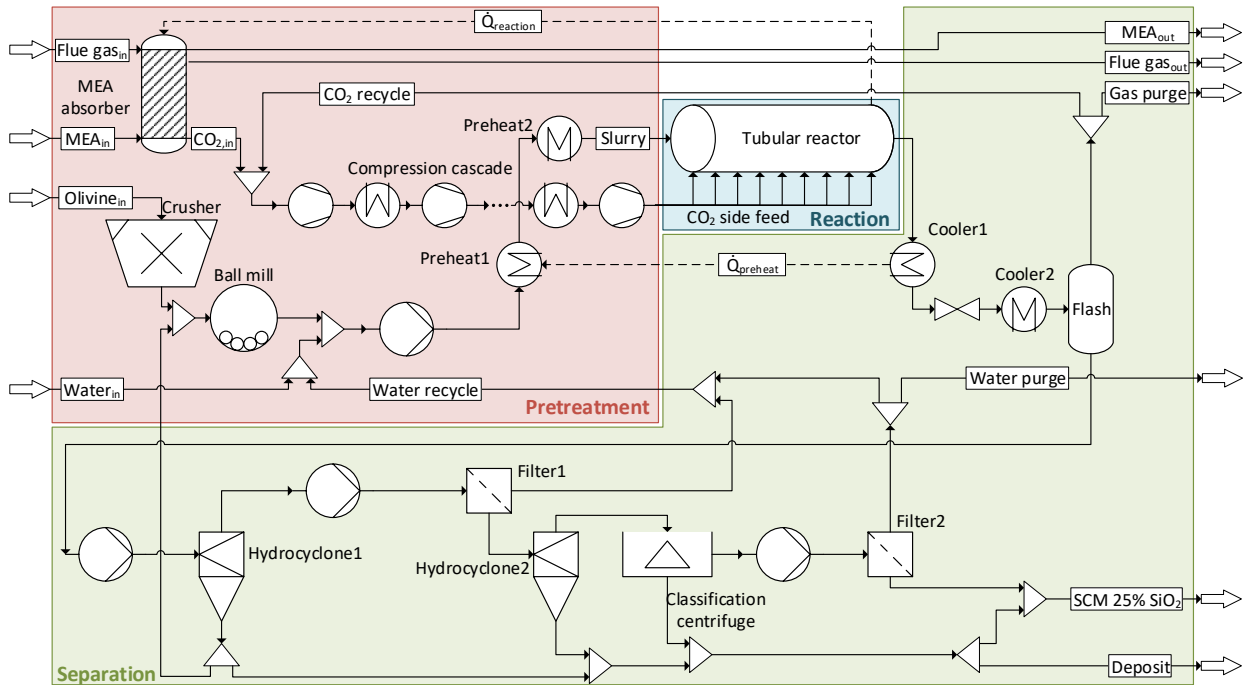 Q̇reaction
MEAout
Flue gasin
Flue gasout
MEA
absorber
CO2 recycle
Gas purge
MEAin
CO2,in
Preheat2
Slurry
Tubular reactor
Compression cascade
Olivinein
Crusher
CO2 side feed
Reaction
Cooler1
Preheat1
Q̇preheat
Ball mill
Cooler2
Flash
Waterin
Water recycle
Water purge
Pretreatment
Filter1
Filter2
Hydrocyclone1
Hydrocyclone2
Classification
centrifuge
SCM 25% SiO2
Separation
Deposit